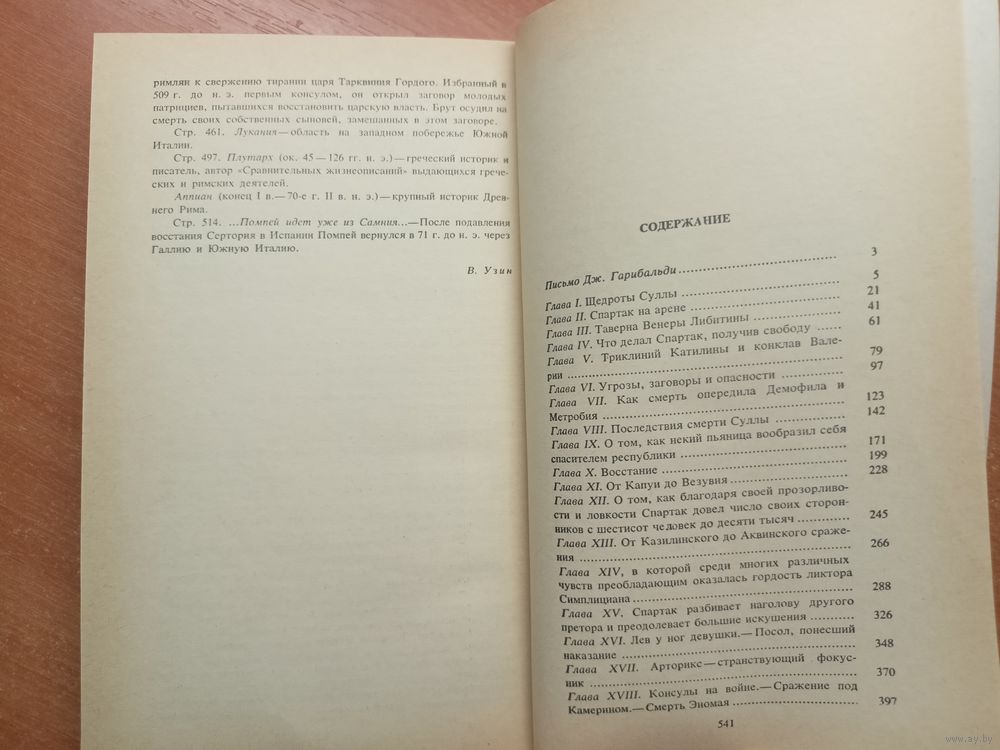 римлян к свержению тирании царя Тарквиния Гордого. Избранный в
509 г. до н. э. первым консулом, он открыл заговор молодых
патрициев, пытавшихся восстановить царскую власть. Брут осудил на
смерть своих собственных сыновей, замешанных в этом заговоре.
Стр. 461. Лукания—область на западном побережье Южной
Италии.
Стр. 497. Плутарх (ок. 45—126 гг. н. э.)—греческий историк и
писатель, автор «Сравнительных жизнеописаний» выдающихся грече-
ских и римских деятелей.
Аппиан (конец I в.—70-е г. II в. н. э.)—крупный историк Древ-
него Рима.
Стр. 514. ...Помпей идет уже из Самния...—После подавления
восстания Сертория в Испании Помпей вернулся в 71 г. до н. э. через
Галлию и Южную Италию.
В. Узин
СОДЕРЖАНИЕ
Письмо Дж. Гарибальди ........ 3
Глава I. Щедроты Суллы ........ 5
Глава II. Спартак на арене ........ 21
Глава III. Таверна Венеры Либитины ........ 41
Глава IV. Что делал Спартак, получив свободу ...... 61
Глава V. Триклиний Катилины и конклав Вале-
рии ........ 79
Глава VI. Угрозы, заговоры и опасности ........ 97
Глава VII. Как смерть опередила Демофила и
Метробия ........ 123
Глава VIII. Последствия смерти Суллы ........ 142
Глава IX. О том, как некий пьяница вообразил себя
спасителем республики ........ 171
Глава X. Восстание ........ 199
Глава XI. От Капуи до Везувия ........ 228
Глава XII. О том, как благодаря своей прозорливо-
сти и ловкости Спартак довел число своих сторон-
ников с шестисот человек до десяти тысяч ........ 245
Глава XIII. От Казилинского до Аквинского сраже-
ния ........ 266
Глава XIV, в которой среди многих различных
чувств преобладающим оказалась гордость ликтора
Симплициана ........ 288
Глава XV. Спартак разбивает наголову другого
претора и преодолевает большие искушения ........ 326
Глава XVI. Лев у ног девушки.—Посол, понесший
наказание ........ 348
Глава XVII. Арторикс—странствующий фокус-
ник ........ 370
Глава XVIII. Консулы на войне.—Сражение под
Камерином.—Смерть Эномая ........ 397
541
www.ay.by